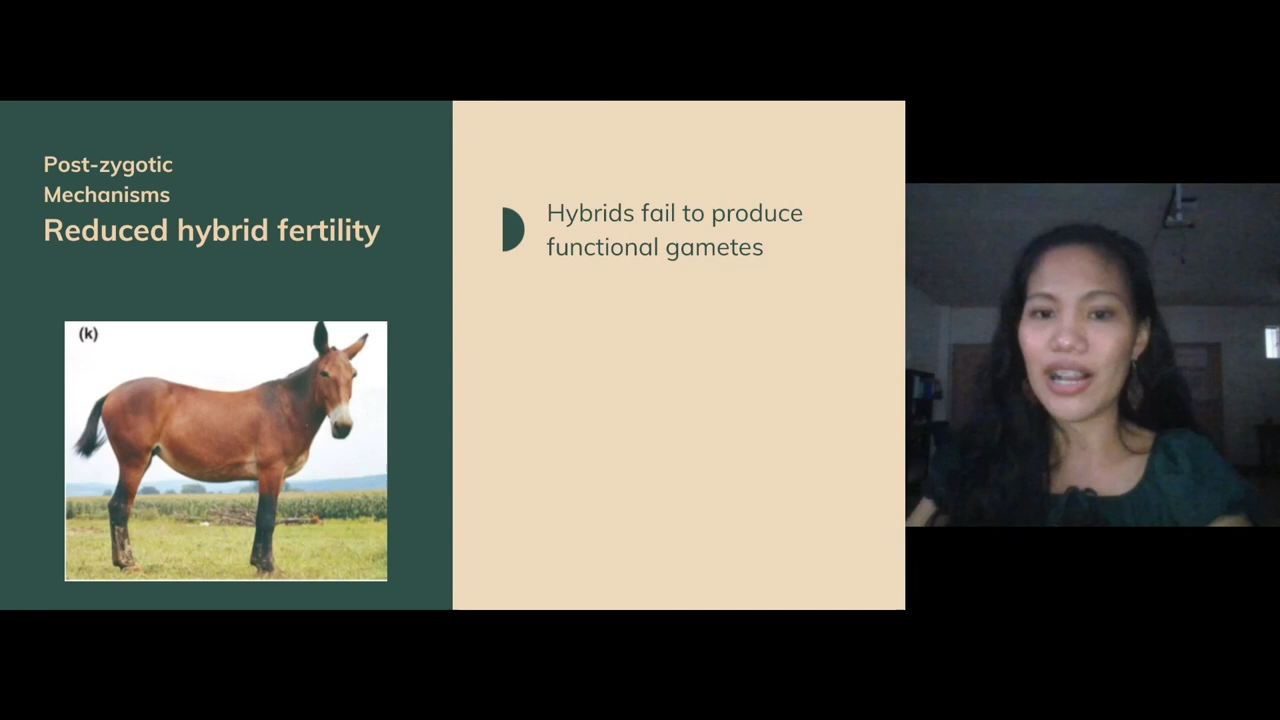 Post-zygotic
Mechanisms
Reduced hybrid fertility
(k)
Hybrids fail to produce
functional gametes